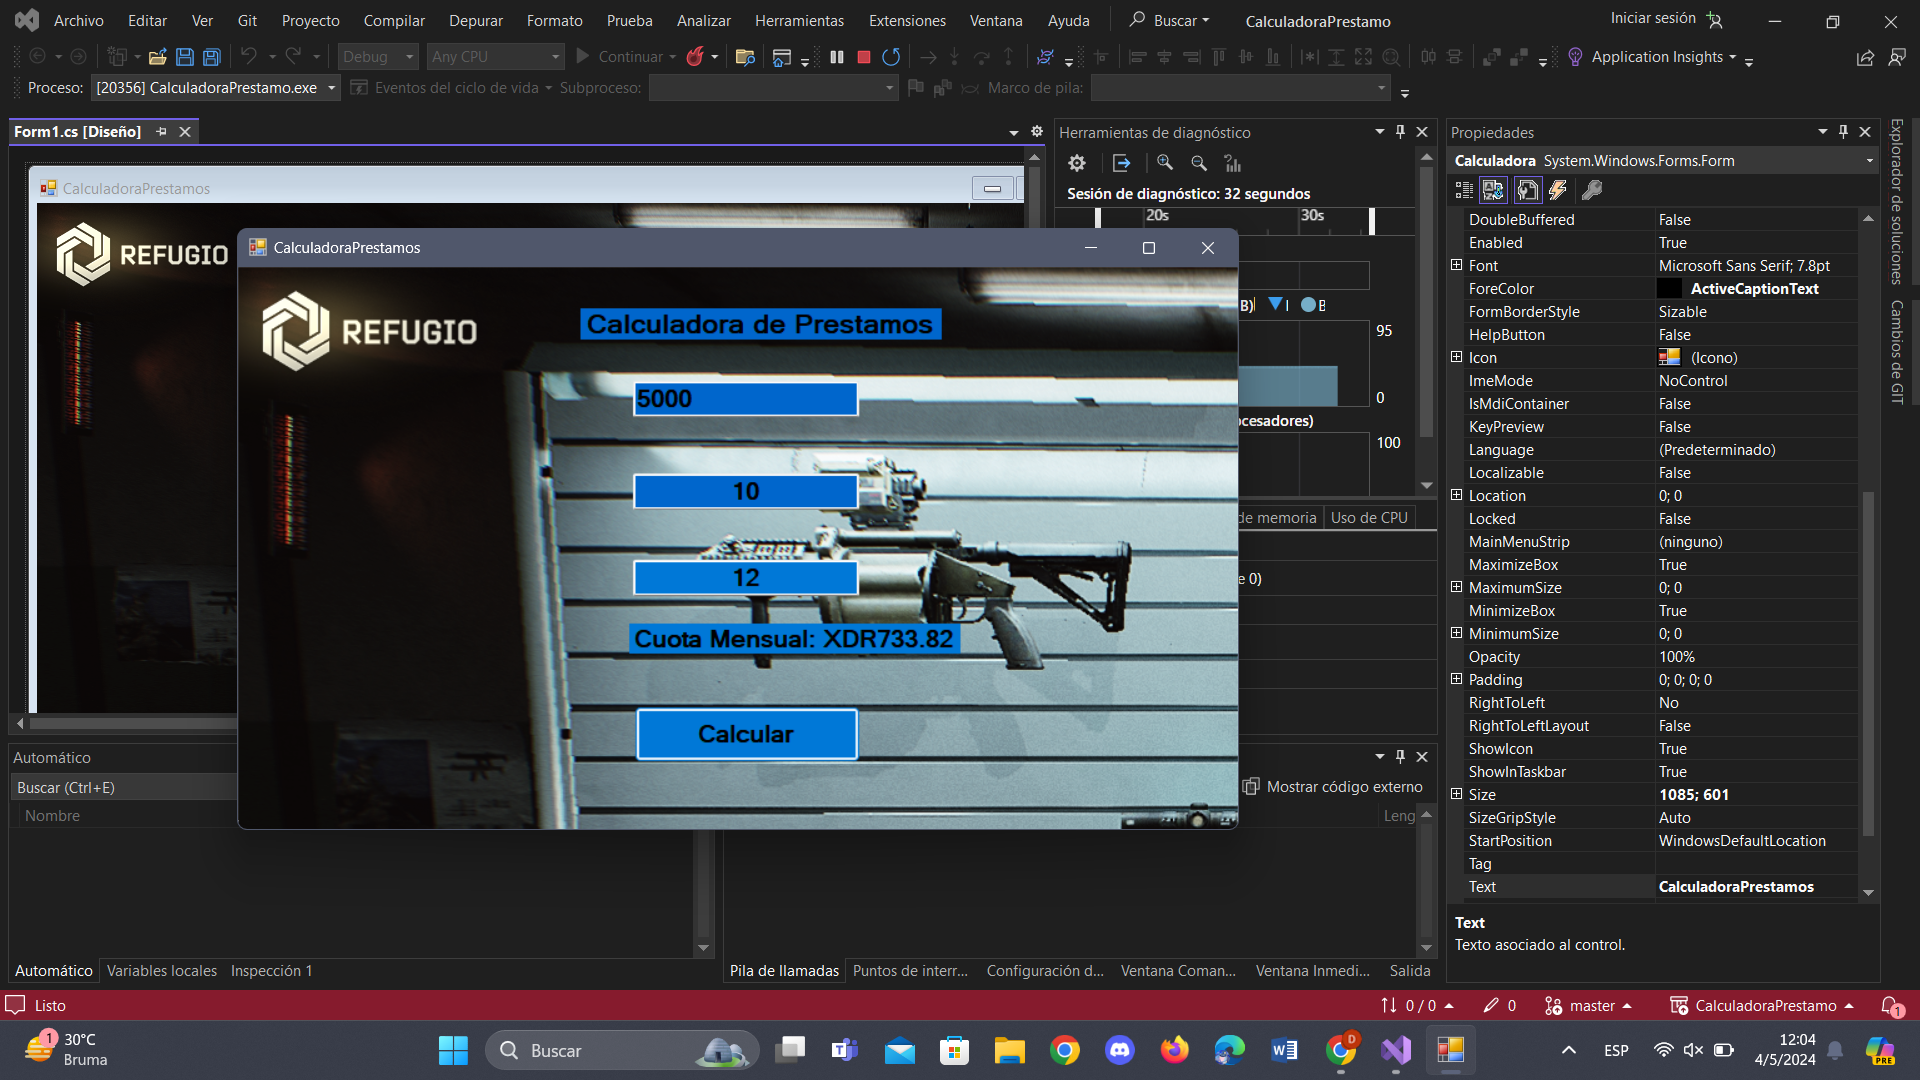 Archivo Editar Ver Git Proyecto Compilar Depurar Formato Prueba Analizar Herramientas Extensiones Ventana Ayuda Buscar CalculadoraPrestamo Iniciar sesión
Debug Any CPU Continuar Application Insights
Proceso: [20356] CalculadoraPrestamo.exe Eventos del ciclo de vida Subproceso: Marco de pila:
Form1.cs [Diseño]
CalculadoraPrestamos
REFUGIO
CalculadoraPrestamos
REFUGIO
Calculadora de Prestamos
5000
10
12
Cuota Mensual: XDR733.82
Calcular
Herramientas de diagnóstico
Sesión de diagnóstico: 32 segundos
20s 30s
B)
95
0
ocesadores)
100
de memoria Uso de CPU
e 0)
Mostrar código externo
Leng
Automático
Buscar (Ctrl+E)
Nombre
Automático Variables locales Inspección 1
Pila de llamadas Puntos de interr... Configuración d... Ventana Coman... Ventana Inmedi... Salida
Propiedades
Calculadora System.Windows.Forms.Form
DoubleBuffered False
Enabled True
Font Microsoft Sans Serif; 7.8pt
ForeColor ActiveCaptionText
FormBorderStyle Sizable
HelpButton False
Icon (Icono)
ImeMode NoControl
IsMdiContainer False
KeyPreview False
Language (Predeterminado)
Localizable False
Location 0; 0
Locked False
MainMenuStrip (ninguno)
MaximizeBox True
MaximumSize 0; 0
MinimizeBox True
MinimumSize 0; 0
Opacity 100%
Padding 0; 0; 0; 0
RightToLeft No
RightToLeftLayout False
ShowIcon True
ShowInTaskbar True
Size 1085; 601
SizeGripStyle Auto
StartPosition WindowsDefaultLocation
Tag
Text CalculadoraPrestamos
Text
Texto asociado al control.
Explorador de soluciones
Cambios de GIT
Listo 0 / 0 0 master CalculadoraPrestamo 1
1 30°C
Bruma
Buscar
D
ESP
12:04
4/5/2024
PRE